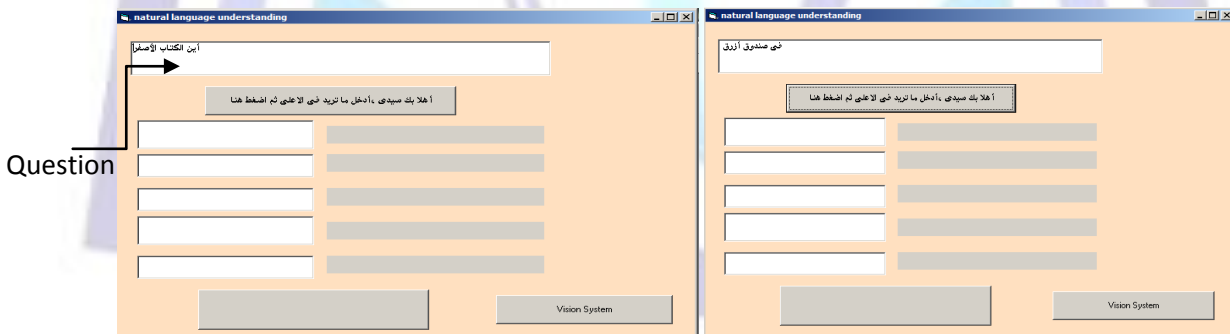 natural language understanding
أين الكتاب الأصفر
أهلا بك سيدى ،أدخل ما تريد فى الاعلى ثم اضغط هنا
Question
Vision System
natural language understanding
فى صندوق أزرق
أهلا بك سيدى ،أدخل ما تريد فى الاعلى ثم اضغط هنا
Vision System